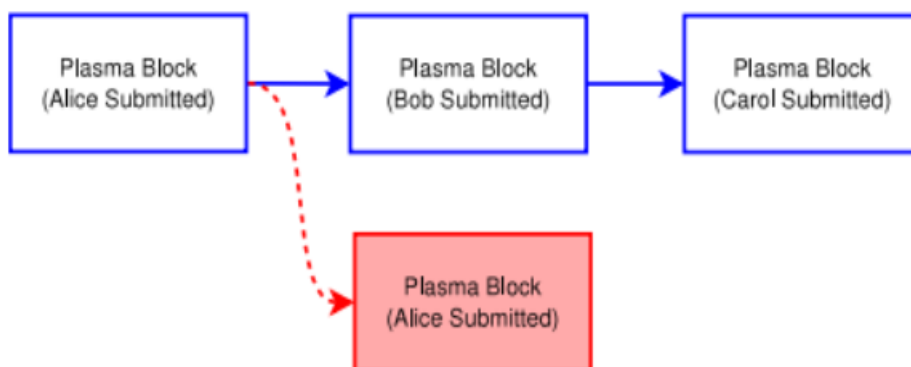 Plasma Block
(Alice Submitted)
Plasma Block
(Bob Submitted)
Plasma Block
(Carol Submitted)
Plasma Block
(Alice Submitted)